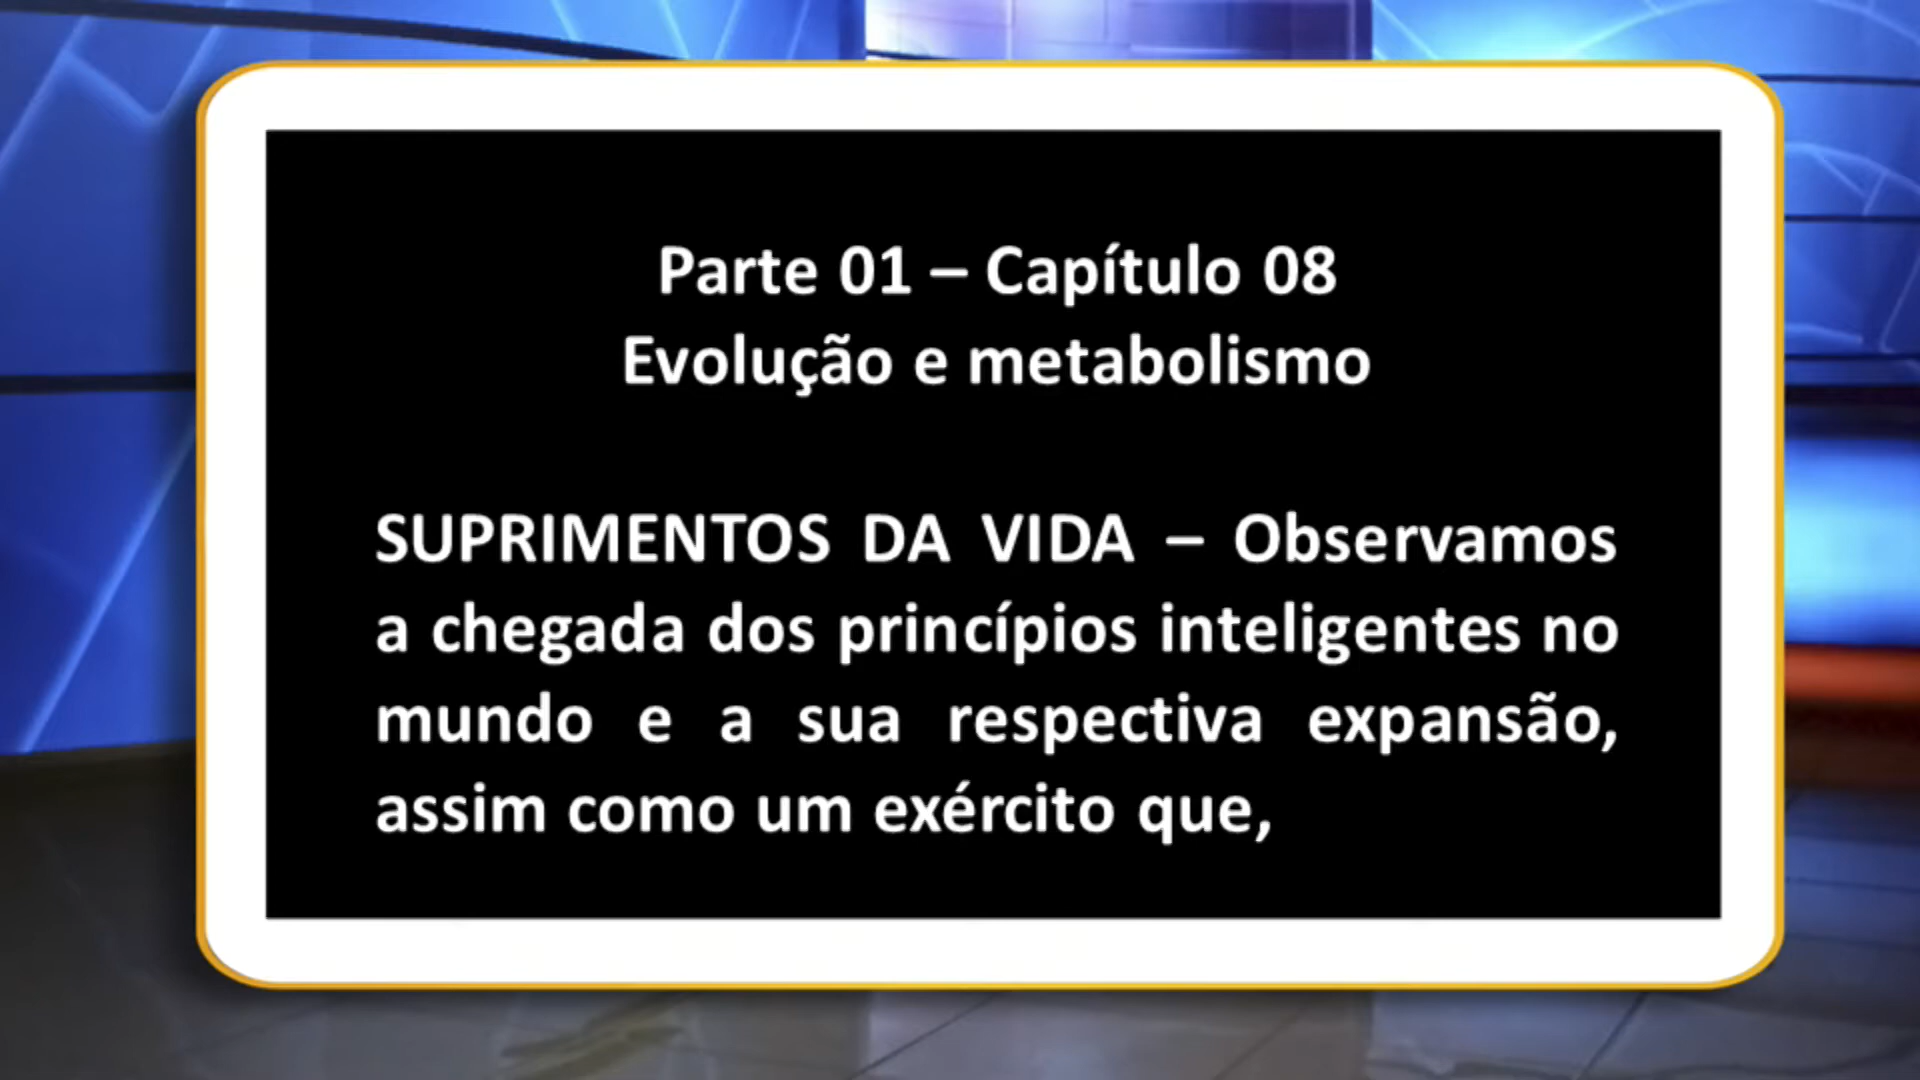 Parte 01 – Capítulo 08
Evolução e metabolismo
SUPRIMENTOS DA VIDA – Observamos
a chegada dos princípios inteligentes no
mundo e a sua respectiva expansão,
assim como um exército que,